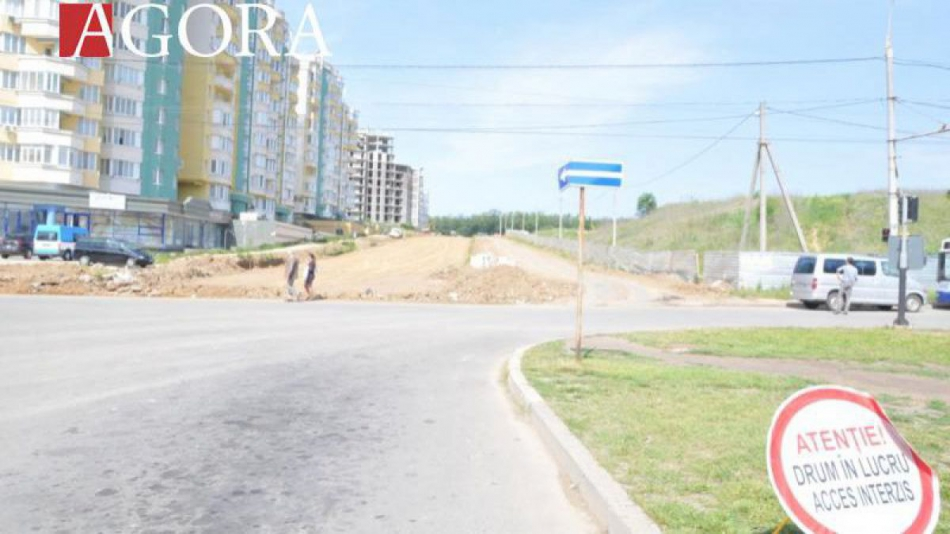 AGORA
ATENȚIE!
DRUM ÎN LUCRU
ACCES INTERZIS